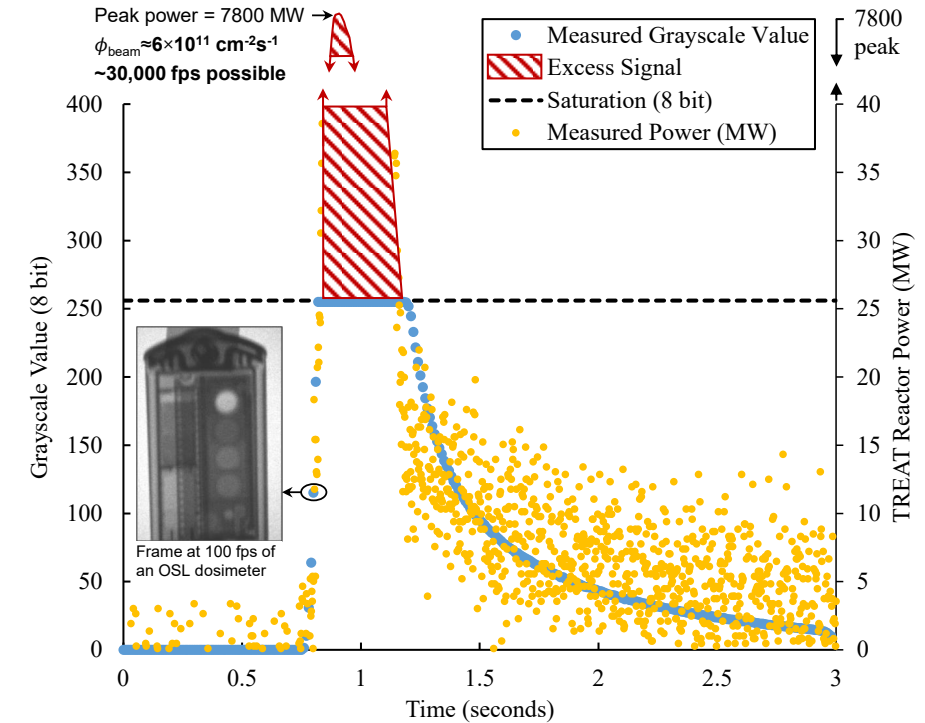 Peak power = 7800 MW
ϕbeam≈6×10¹¹ cm⁻²s⁻¹
~30,000 fps possible
Measured Grayscale Value
Excess Signal
Saturation (8 bit)
Measured Power (MW)
7800
peak
400
350
300
250
200
150
100
50
0
Grayscale Value (8 bit)
40
35
30
25
20
15
10
5
0
TREAT Reactor Power (MW)
Frame at 100 fps of
an OSL dosimeter
0
0.5
1
1.5
2
2.5
3
Time (seconds)